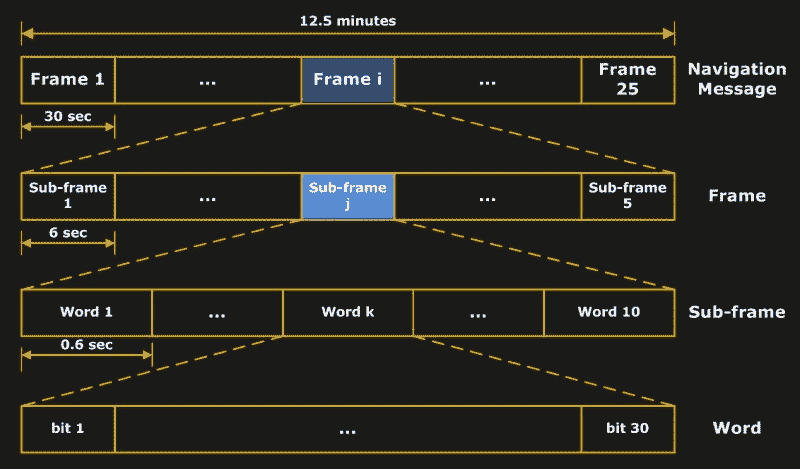 12.5 minutes
Frame 1
...
Frame i
...
Frame
25
Navigation
Message
30 sec
Sub-frame
1
...
Sub-frame
j
...
Sub-frame
5
Frame
6 sec
Word 1
...
Word k
...
Word 10
Sub-frame
0.6 sec
bit 1
...
bit 30
Word